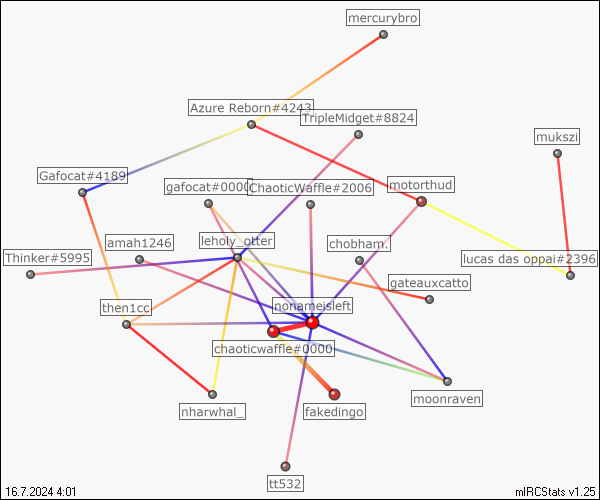 mercurybro
Azure Reborn#4243
TripleMidget#8824
mukszi
Gafocat#4189
gafocat#0000
ChaoticWaffle#2006
motorthud
leholy_otter
amah1246
chobham.
Thinker#5995
lucas das oppai#2396
gateauxcatto
then1cc
nonameisleft
chaoticwaffle#0000
moonraven
nharwhal_
fakedingo
tt532
16.7.2024 4:01
mIRCStats v1.25